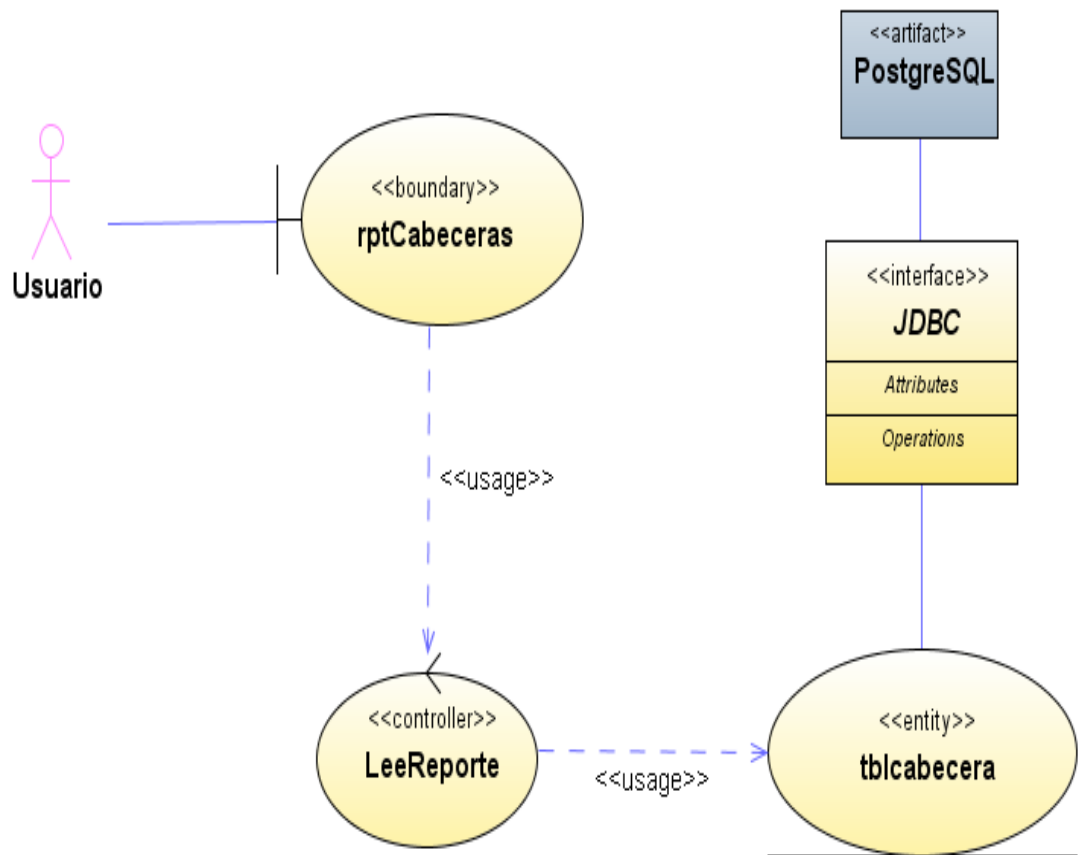 <<artifact>>
PostgreSQL
<<boundary>>
rptCabeceras
Usuario
<<interface>>
JDBC
Attributes
Operations
<<usage>>
<<controller>>
LeeReporte
<<usage>>
<<entity>>
tblcabecera